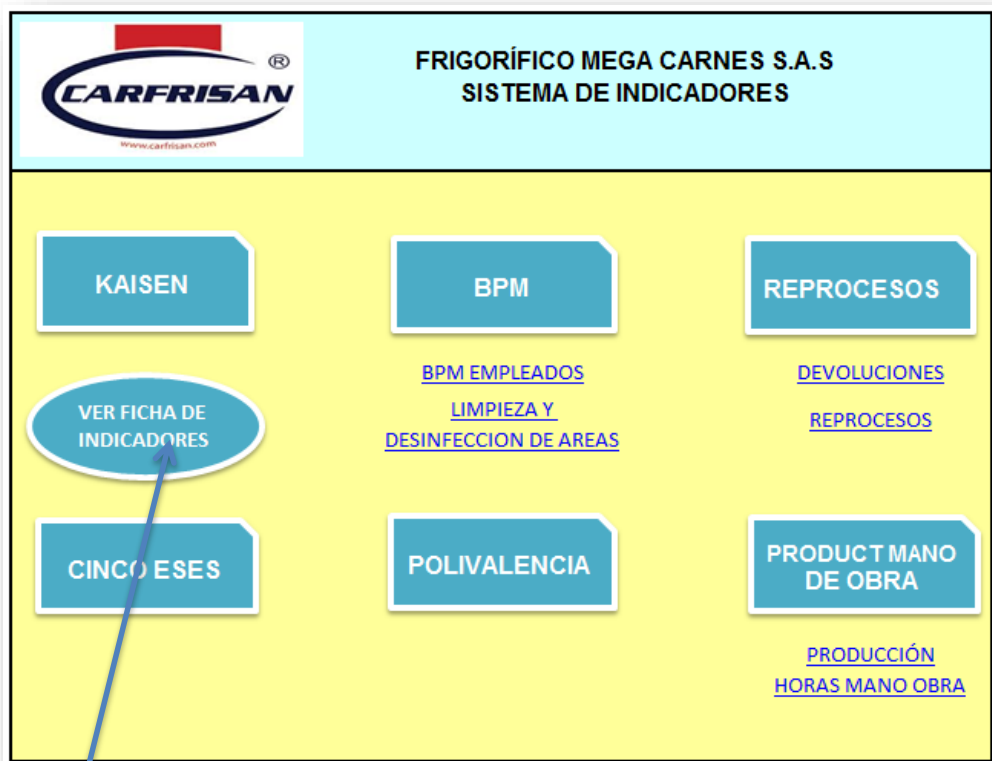 CARFRISAN ®
www.carfrisan.com
FRIGORÍFICO MEGA CARNES S.A.S
SISTEMA DE INDICADORES
KAISEN
BPM
REPROCESOS
BPM EMPLEADOS
LIMPIEZA Y
DESINFECCION DE AREAS
DEVOLUCIONES
REPROCESOS
VER FICHA DE
INDICADORES
CINCO ESES
POLIVALENCIA
PRODUCT MANO
DE OBRA
PRODUCCIÓN
HORAS MANO OBRA